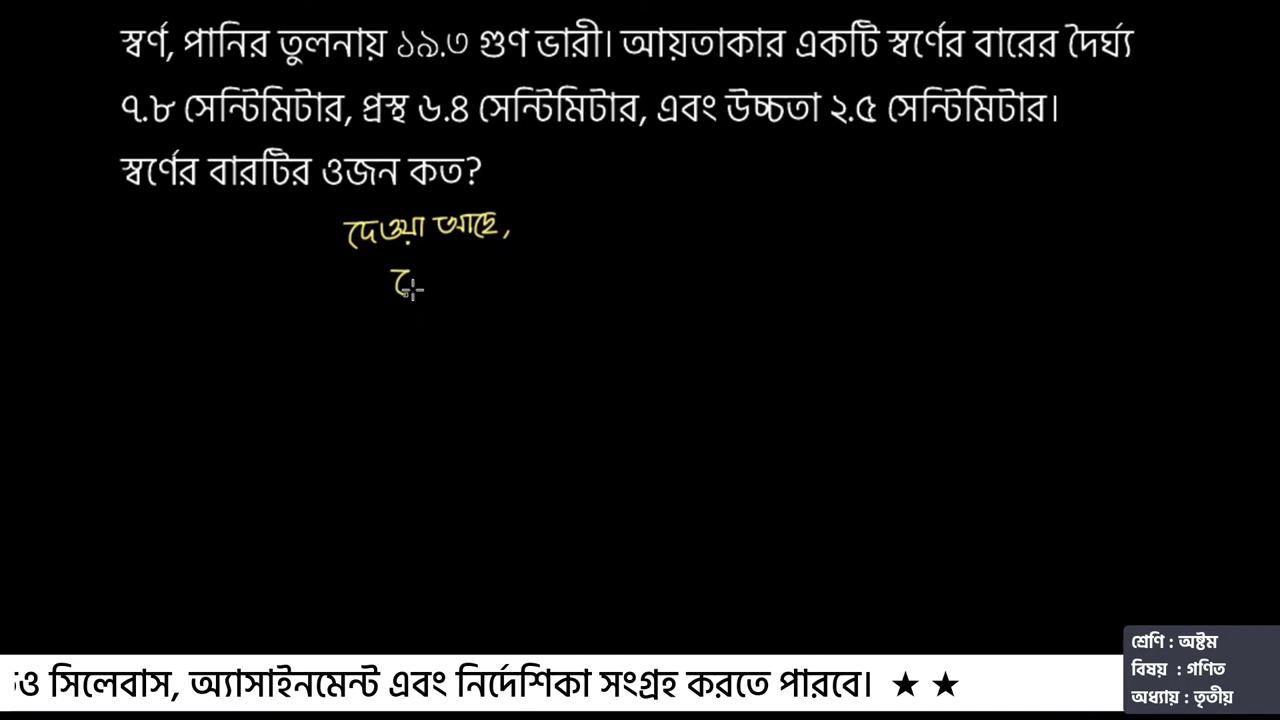 স্বর্ণ, পানির তুলনায় ১৯.৩ গুণ ভারী। আয়তাকার একটি স্বর্ণের বারের দৈর্ঘ্য
৭.৮ সেন্টিমিটার, প্রস্থ ৬.৪ সেন্টিমিটার, এবং উচ্চতা ২.৫ সেন্টিমিটার।
স্বর্ণের বারটির ওজন কত?
দেওয়া আছে,
শ্রেণি : অষ্টম
বিষয় : গণিত
অধ্যায় : তৃতীয়
সিলেবাস, অ্যাসাইনমেন্ট এবং নির্দেশিকা সংগ্রহ করতে পারবে। ★ ★